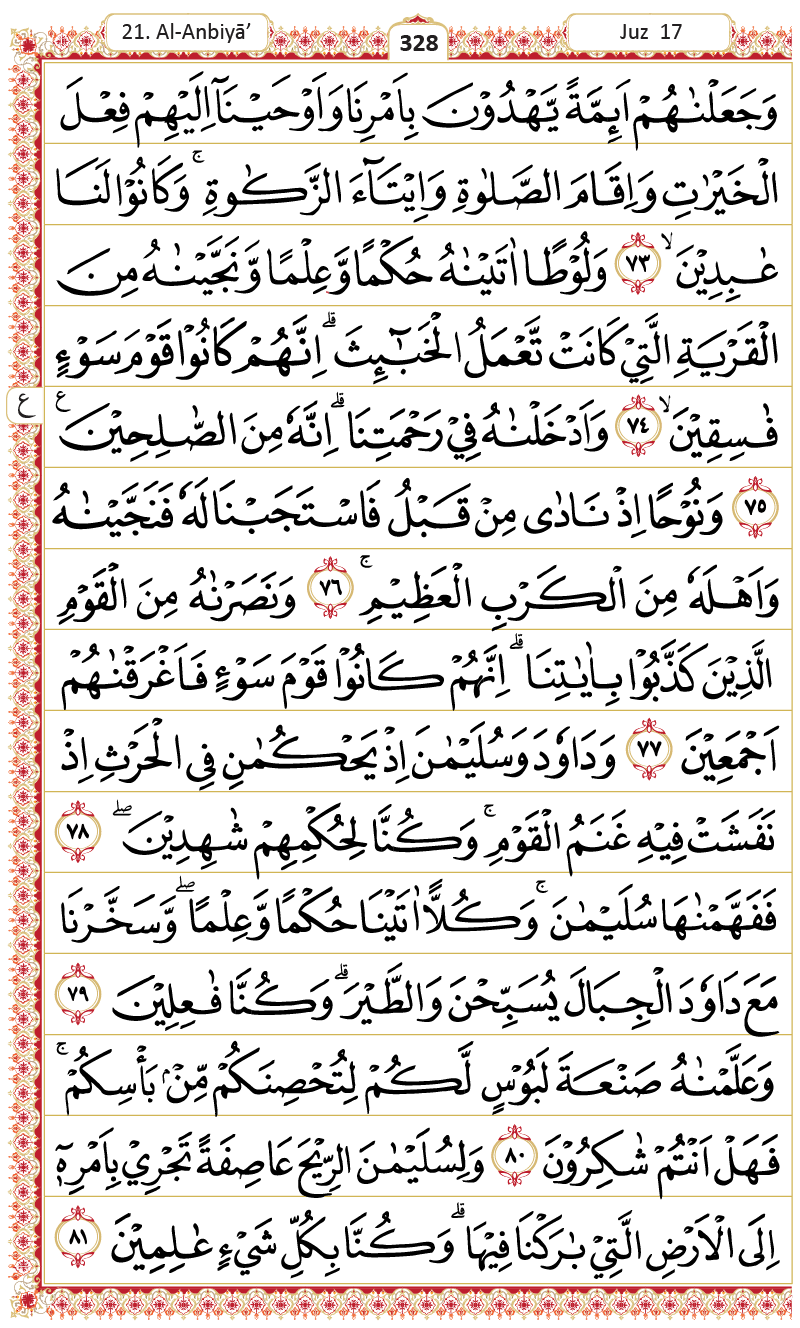 21. Al-Anbiyā’
328
Juz 17
وَجَعَلْنٰهُمْ اَىِٕمَّةً يَّهْدُوْنَ بِاَمْرِنَا وَاَوْحَيْنَآ اِلَيْهِمْ فِعْلَ
الْخَيْرٰتِ وَاِقَامَ الصَّلٰوةِ وَاِيْتَاۤءَ الزَّكٰوةِۚ وَكَانُوْا لَنَا
عٰبِدِيْنَ ۙ ٧٣ وَلُوْطًا اٰتَيْنٰهُ حُكْمًا وَّعِلْمًا وَّنَجَّيْنٰهُ مِنَ
الْقَرْيَةِ الَّتِيْ كَانَتْ تَّعْمَلُ الْخَبٰۤىِٕثَ ۗ اِنَّهُمْ كَانُوْا قَوْمَ سَوْءٍ
فٰسِقِيْنَ ۙ ٧٤ وَاَدْخَلْنٰهُ فِيْ رَحْمَتِنَا ۗ اِنَّهٗ مِنَ الصّٰلِحِيْنَ ࣖ
ع
٧٥ وَنُوْحًا اِذْ نَادٰى مِنْ قَبْلُ فَاسْتَجَبْنَا لَهٗ فَنَجَّيْنٰهُ
وَاَهْلَهٗ مِنَ الْكَرْبِ الْعَظِيْمِ ۚ ٧٦ وَنَصَرْنٰهُ مِنَ الْقَوْمِ
الَّذِيْنَ كَذَّبُوْا بِاٰيٰتِنَا ۗ اِنَّهُمْ كَانُوْا قَوْمَ سَوْءٍ فَاَغْرَقْنٰهُمْ
اَجْمَعِيْنَ ٧٧ وَدَاوٗدَ وَسُلَيْمٰنَ اِذْ يَحْكُمٰنِ فِى الْحَرْثِ اِذْ
نَفَشَتْ فِيْهِ غَنَمُ الْقَوْمِۚ وَكُنَّا لِحُكْمِهِمْ شٰهِدِيْنَ ۖ ٧٨
فَفَهَّمْنٰهَا سُلَيْمٰنَۚ وَكُلًّا اٰتَيْنَا حُكْمًا وَّعِلْمًا ۖوَّسَخَّرْنَا
مَعَ دَاوٗدَ الْجِبَالَ يُسَبِّحْنَ وَالطَّيْرَۗ وَكُنَّا فٰعِلِيْنَ ٧٩
وَعَلَّمْنٰهُ صَنْعَةَ لَبُوْسٍ لَّكُمْ لِتُحْصِنَكُمْ مِّنْۢ بَأْسِكُمْۚ
فَهَلْ اَنْتُمْ شٰكِرُوْنَ ٨٠ وَلِسُلَيْمٰنَ الرِّيْحَ عَاصِفَةً تَجْرِيْ بِاَمْرِهٖٓ
اِلَى الْاَرْضِ الَّتِيْ بٰرَكْنَا فِيْهَاۗ وَكُنَّا بِكُلِّ شَيْءٍ عٰلِمِيْنَ ٨١